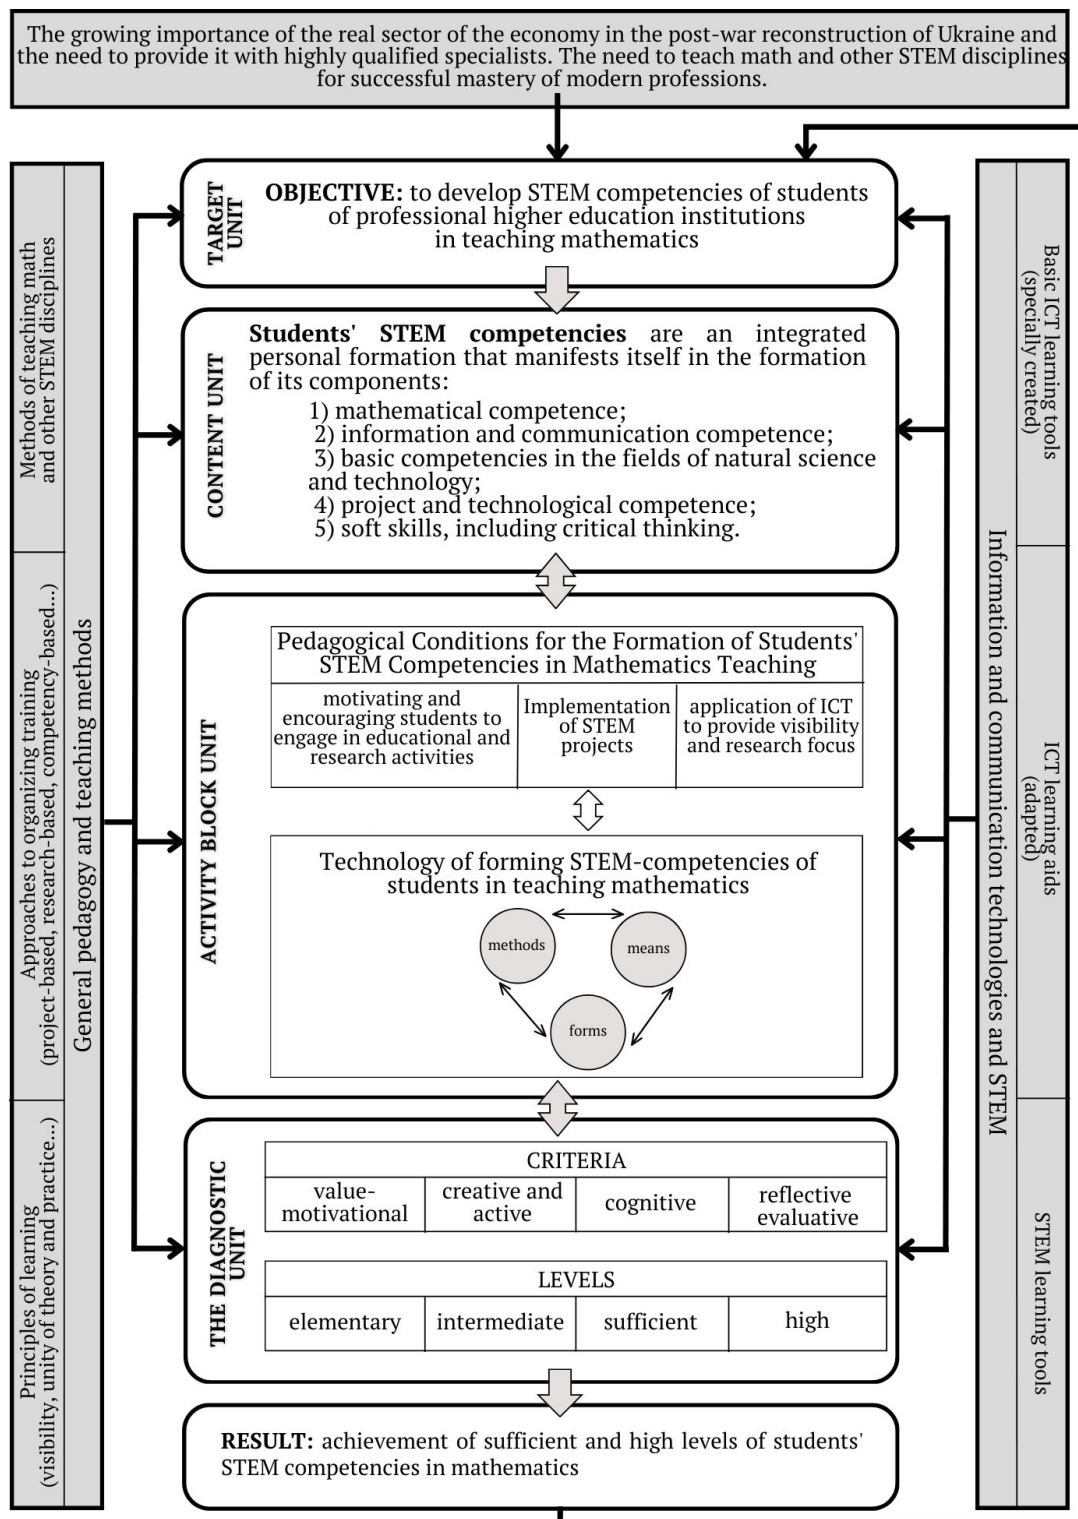 The growing importance of the real sector of the economy in the post-war reconstruction of Ukraine and
the need to provide it with highly qualified specialists. The need to teach math and other STEM disciplines
for successful mastery of modern professions.
Methods of teaching math
and other STEM disciplines
Approaches to organizing training
(project-based, research-based, competency-based...)
Principles of learning
(visibility, unity of theory and practice...)
General pedagogy and teaching methods
TARGET
UNIT
OBJECTIVE: to develop STEM competencies of students
of professional higher education institutions
in teaching mathematics
CONTENT UNIT
Students' STEM competencies are an integrated
personal formation that manifests itself in the formation
of its components:
1) mathematical competence;
2) information and communication competence;
3) basic competencies in the fields of natural science
and technology;
4) project and technological competence;
5) soft skills, including critical thinking.
ACTIVITY BLOCK UNIT
Pedagogical Conditions for the Formation of Students'
STEM Competencies in Mathematics Teaching
motivating and
encouraging students to
engage in educational and
research activities
Implementation
of STEM
projects
application of ICT
to provide visibility
and research focus
Technology of forming STEM-competencies of
students in teaching mathematics
methods
means
forms
THE DIAGNOSTIC
UNIT
CRITERIA
value-
motivational
creative and
active
cognitive
reflective
evaluative
LEVELS
elementary
intermediate
sufficient
high
RESULT: achievement of sufficient and high levels of students'
STEM competencies in mathematics
Information and communication technologies and STEM
Basic ICT learning tools
(specially created)
ICT learning aids
(adapted)
STEM learning tools